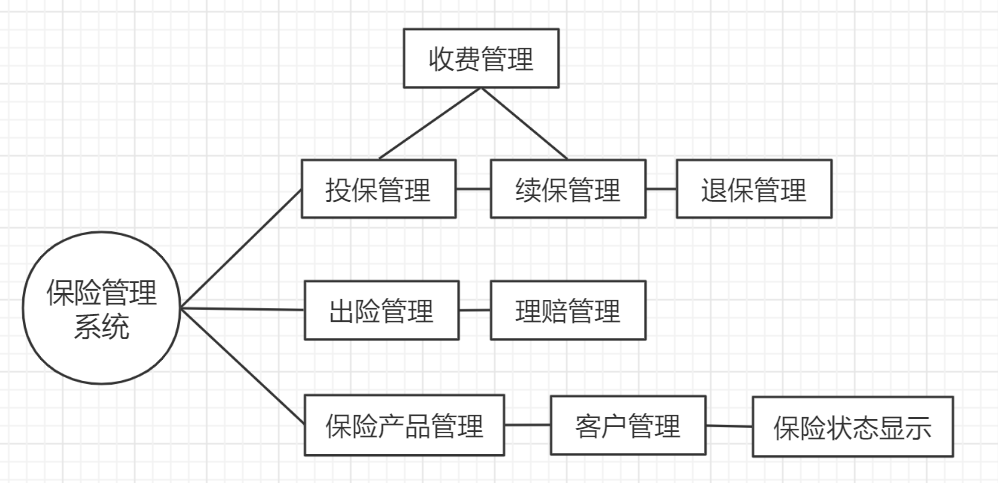 收费管理
投保管理
续保管理
退保管理
保险管理
系统
出险管理
理赔管理
保险产品管理
客户管理
保险状态显示